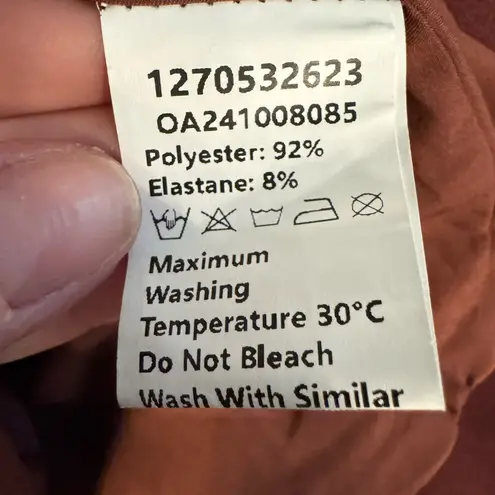 1270532623
OA241008085
Polyester: 92%
Elastane: 8%
Maximum
Washing
Temperature 30°C
Do Not Bleach
Wash With Similar